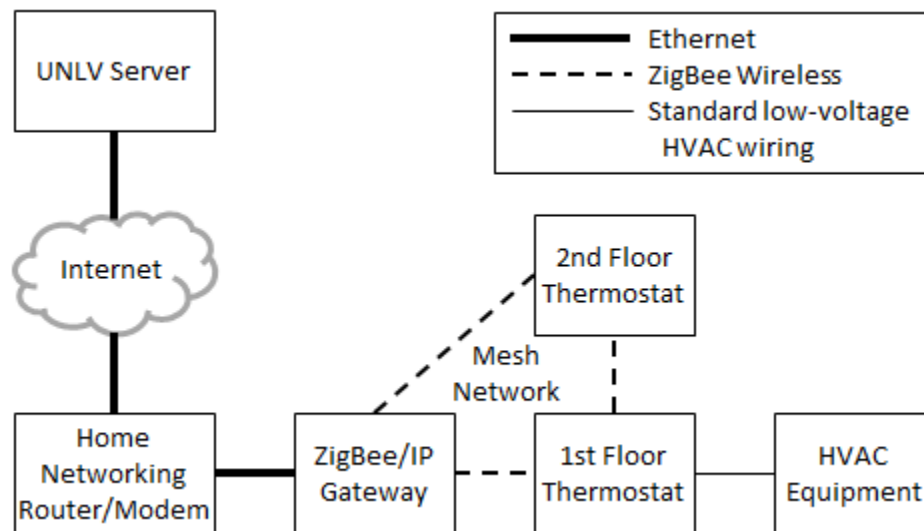 UNLV Server
Ethernet
ZigBee Wireless
Standard low-voltage
HVAC wiring
Internet
2nd Floor
Thermostat
Mesh
Network
Home
Networking
Router/Modem
ZigBee/IP
Gateway
1st Floor
Thermostat
HVAC
Equipment